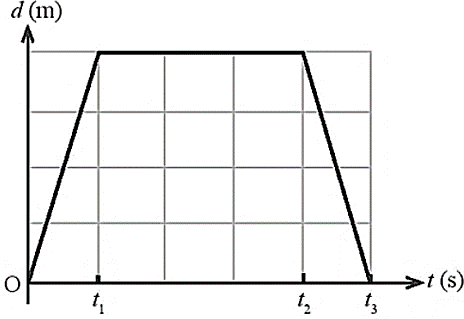 d (m)
O
t₁
t₂
t₃
t (s)